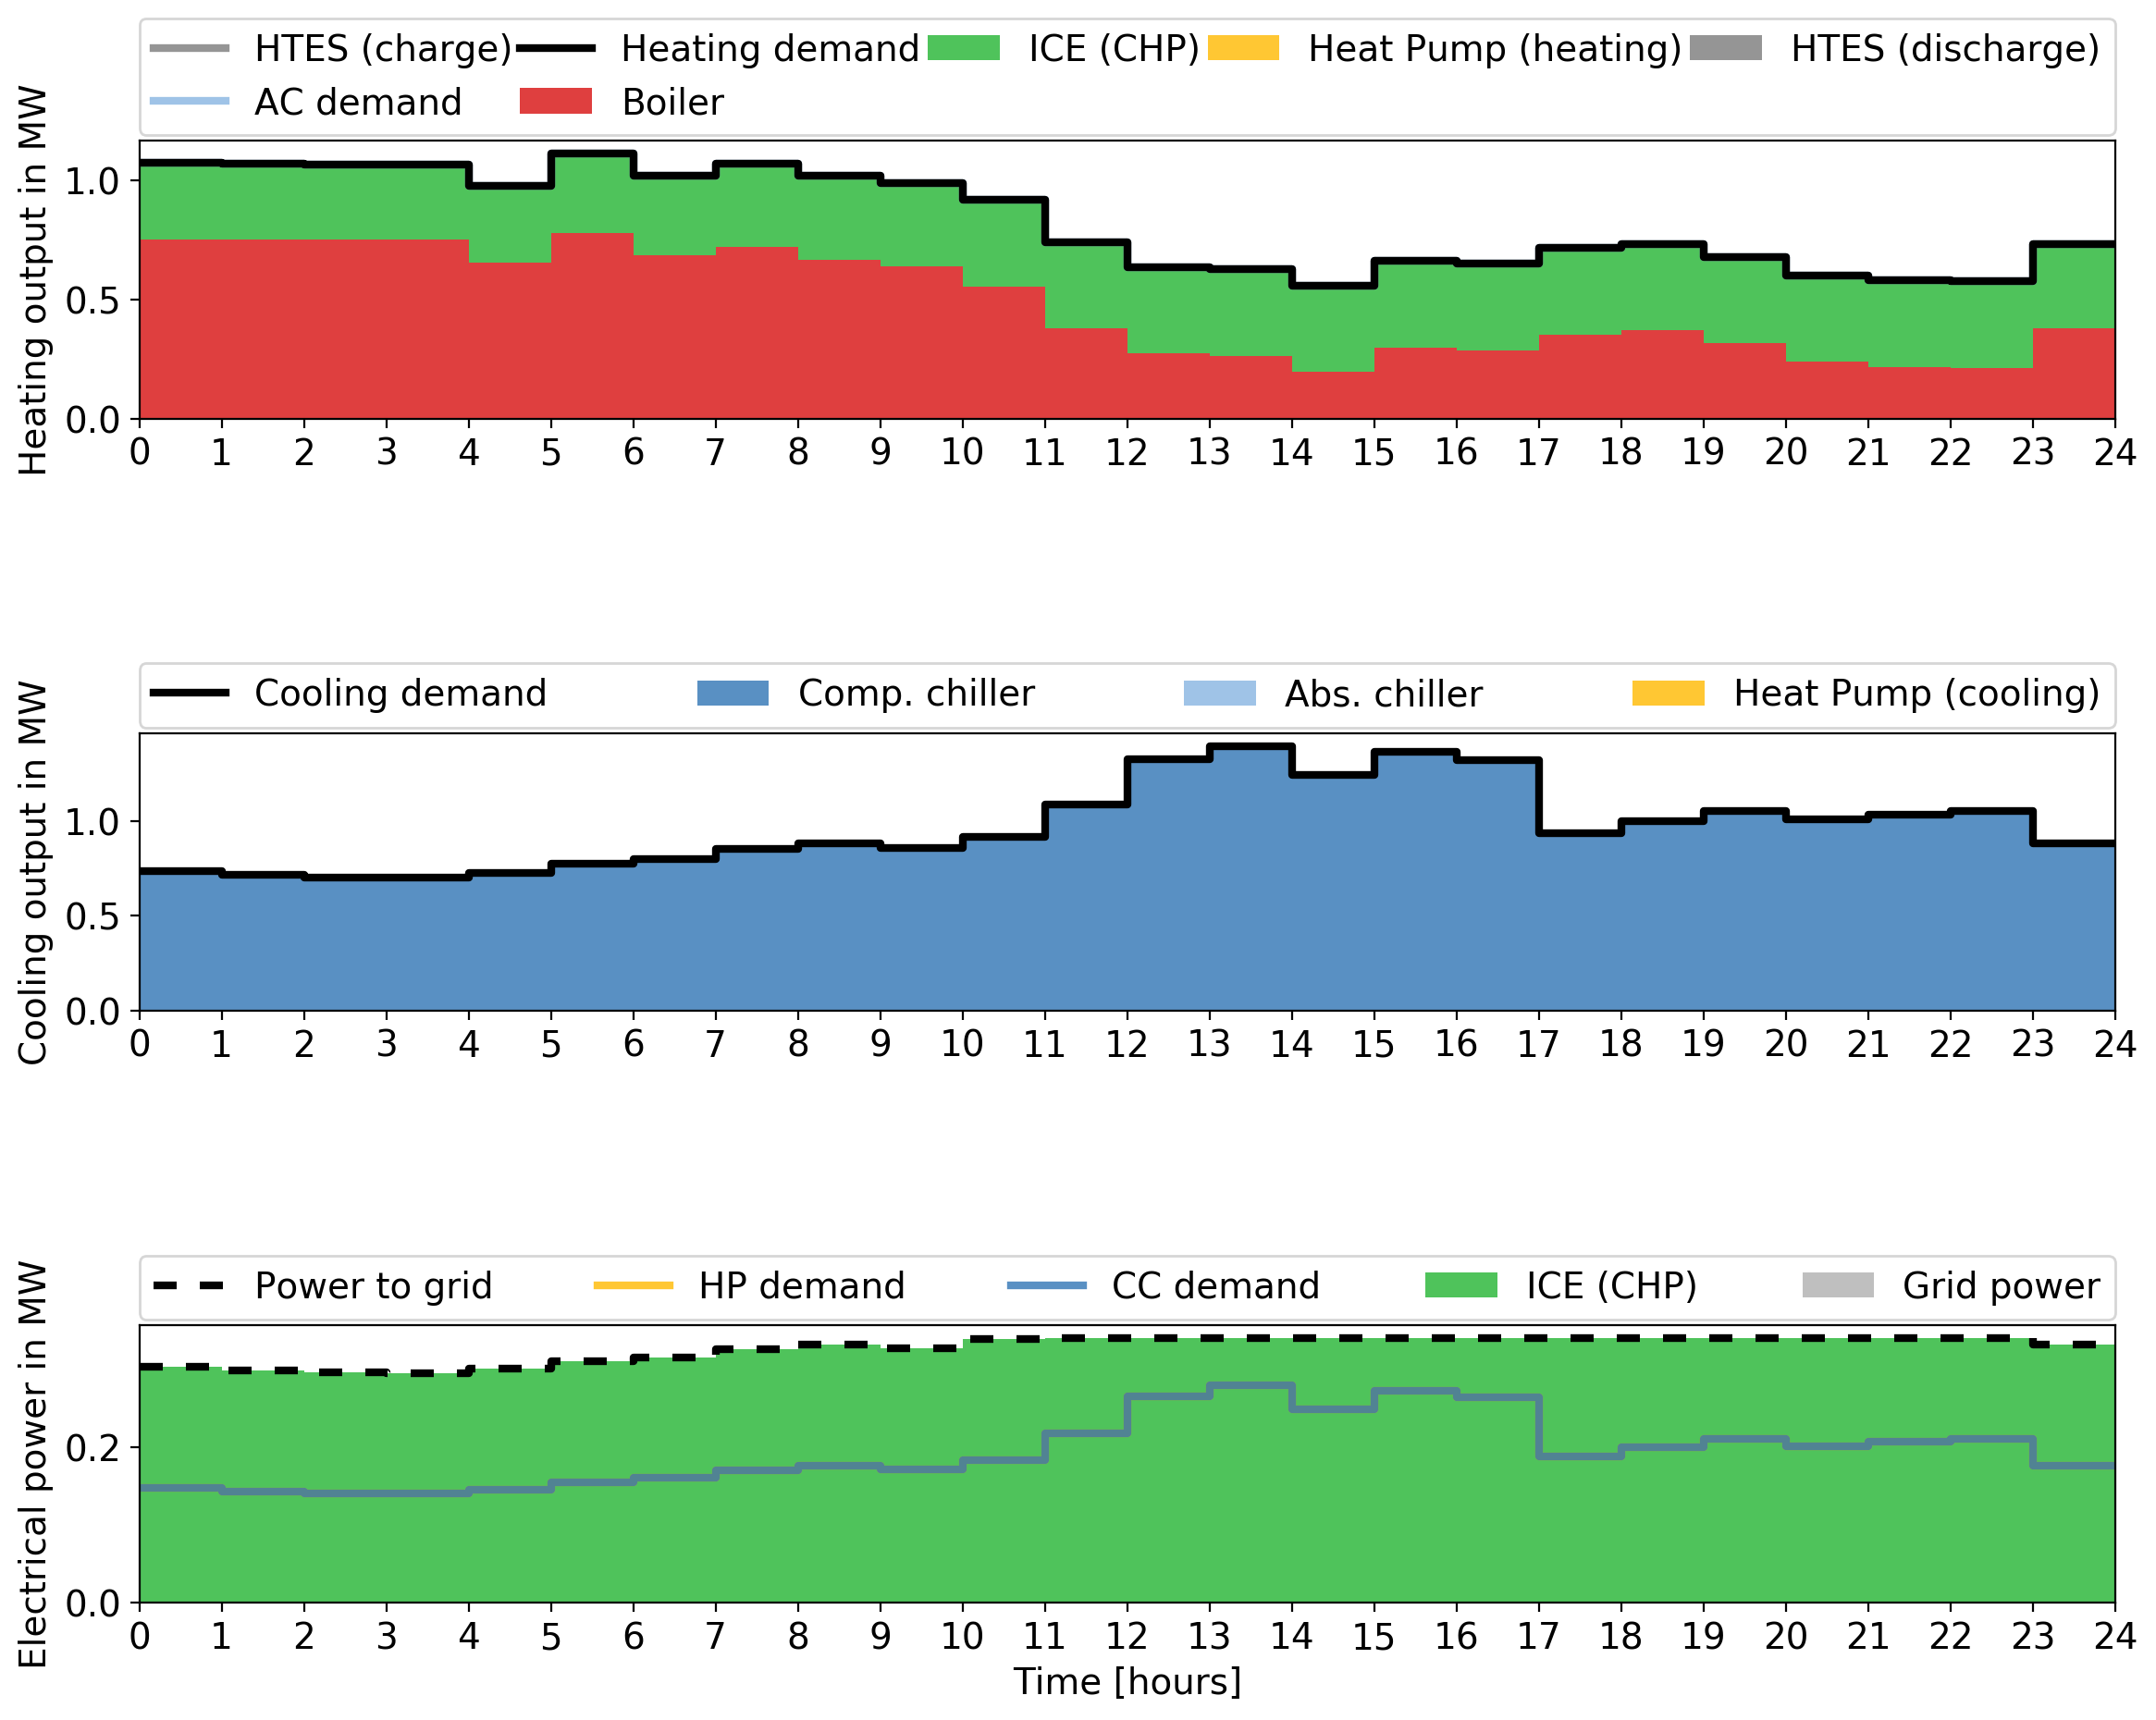 HTES (charge) Heating demand ICE (CHP) Heat Pump (heating) HTES (discharge)
AC demand Boiler
Heating output in MW
1.0
0.5
0.0
0 1 2 3 4 5 6 7 8 9 10 11 12 13 14 15 16 17 18 19 20 21 22 23 24
Cooling demand Comp. chiller Abs. chiller Heat Pump (cooling)
Cooling output in MW
1.0
0.5
0.0
0 1 2 3 4 5 6 7 8 9 10 11 12 13 14 15 16 17 18 19 20 21 22 23 24
Power to grid HP demand CC demand ICE (CHP) Grid power
Electrical power in MW
0.2
0.0
0 1 2 3 4 5 6 7 8 9 10 11 12 13 14 15 16 17 18 19 20 21 22 23 24
Time [hours]